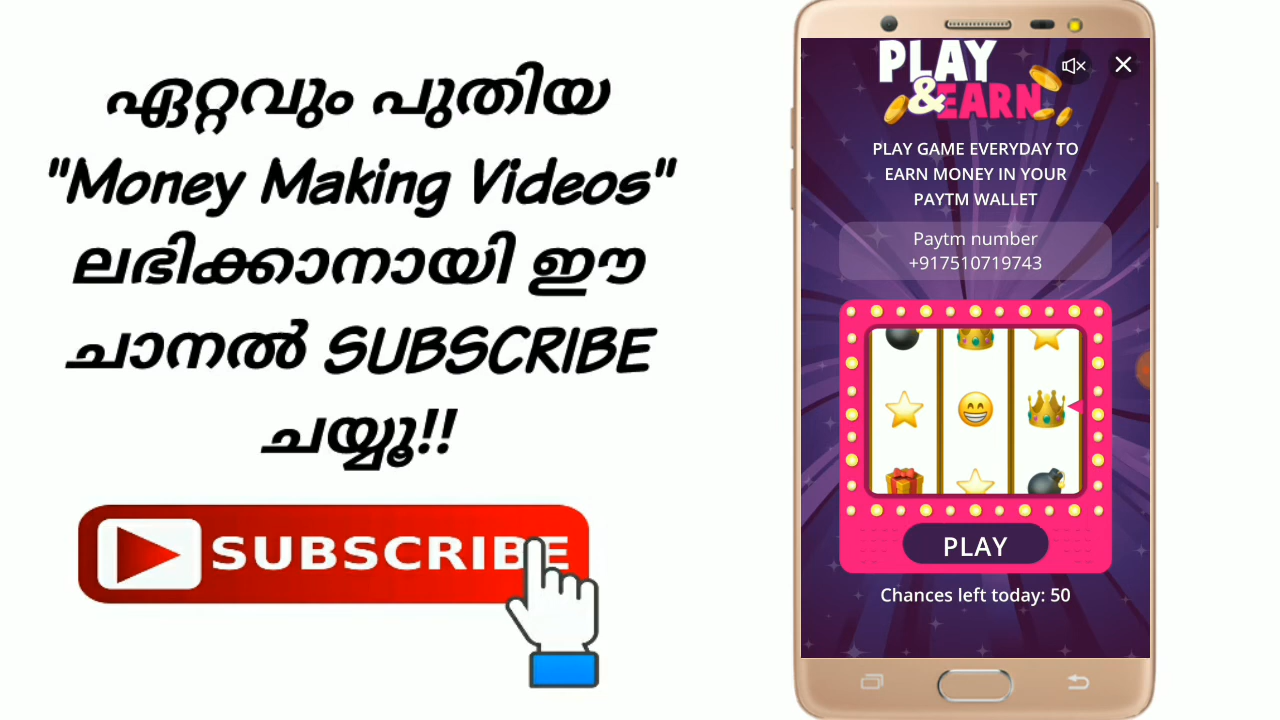 ഏറ്റവും പുതിയ
"Money Making Videos"
ലഭിക്കാനായി ഈ
ചാനൽ SUBSCRIBE
ചയ്യൂ!!
SUBSCRIBE
PLAY
&EARN
PLAY GAME EVERYDAY TO
EARN MONEY IN YOUR
PAYTM WALLET
Paytm number
+917510719743
PLAY
Chances left today: 50